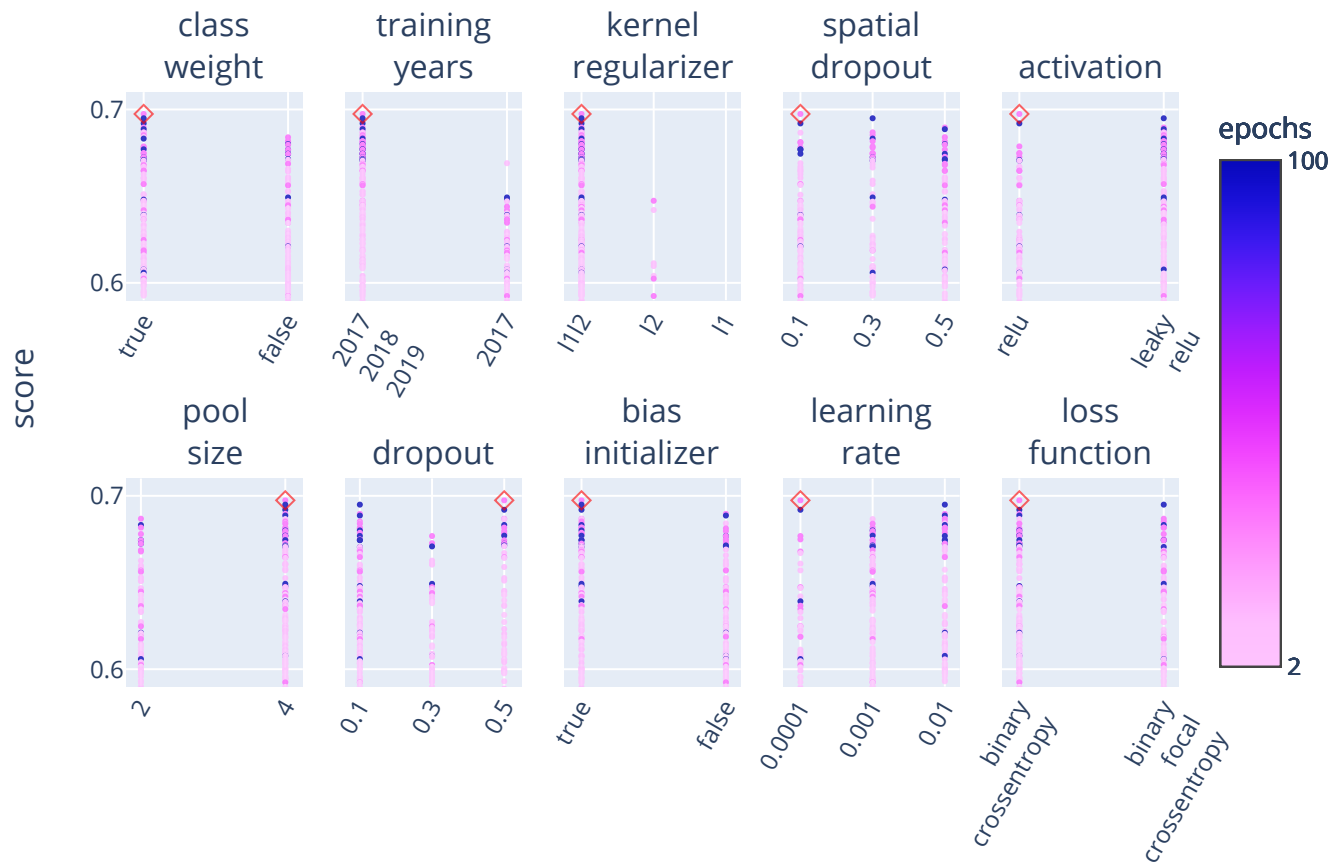 class
weight
training
years
kernel
regularizer
spatial
dropout
activation
0.7
0.6
true
false
2017
2018
2019
2017
l1l2
l2
l1
0.1
0.3
0.5
relu
leaky
relu
epochs
100
2
score
pool
size
dropout
bias
initializer
learning
rate
loss
function
0.7
0.6
2
4
0.1
0.3
0.5
true
false
0.0001
0.001
0.01
binary
crossentropy
binary
focal
crossentropy